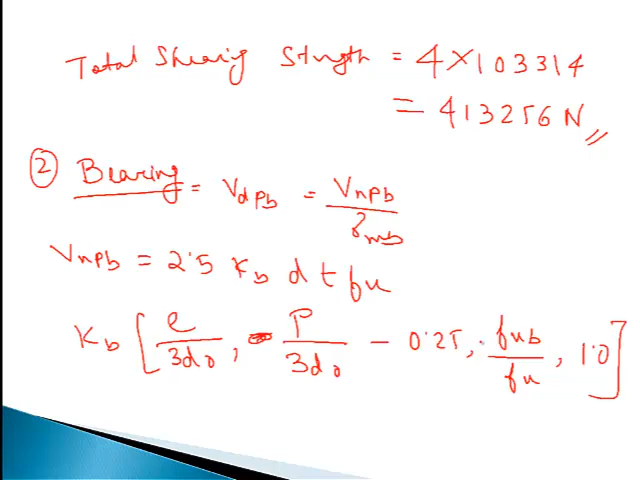 Total Shearing Strngth = 4 × 103314
= 413256 N
② Bearing = Vdpb = Vnpb / γmb
Vnpb = 2.5 Kb d t fu
Kb [ e / 3d0 , P / 3d0 - 0.25, fub / fu , 1.0 ]